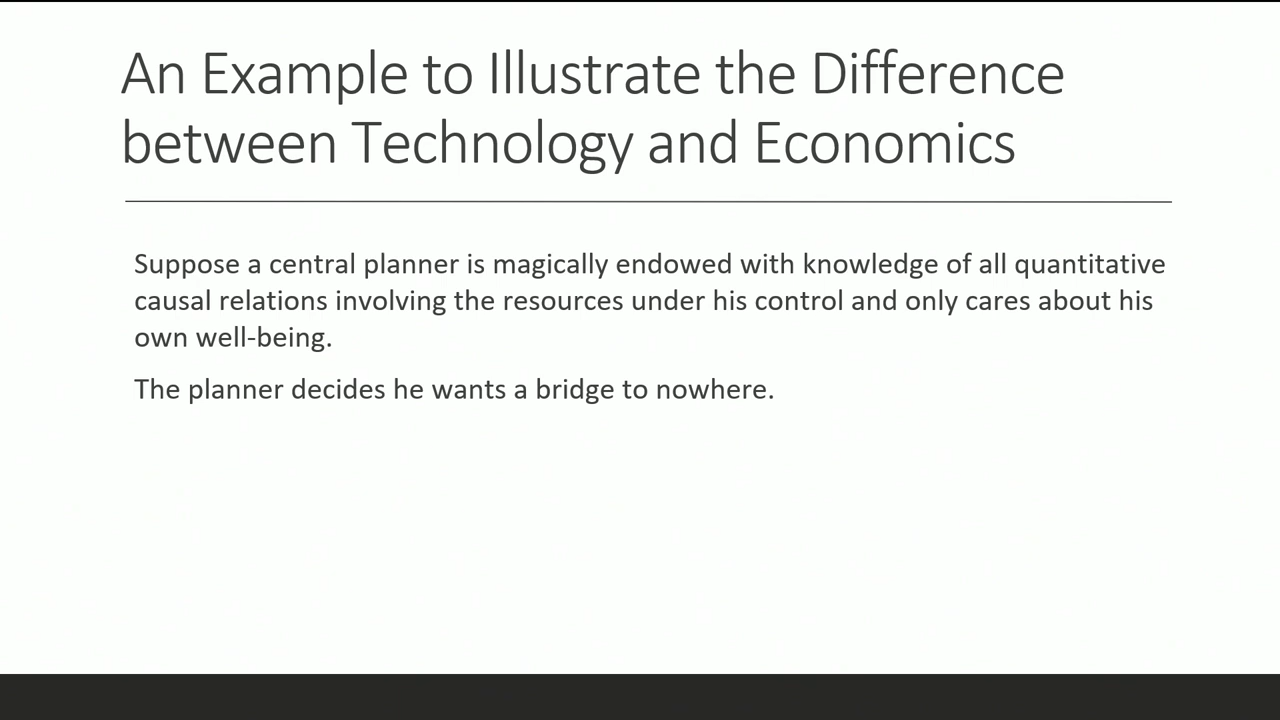 An Example to Illustrate the Difference
between Technology and Economics
Suppose a central planner is magically endowed with knowledge of all quantitative
causal relations involving the resources under his control and only cares about his
own well-being.
The planner decides he wants a bridge to nowhere.